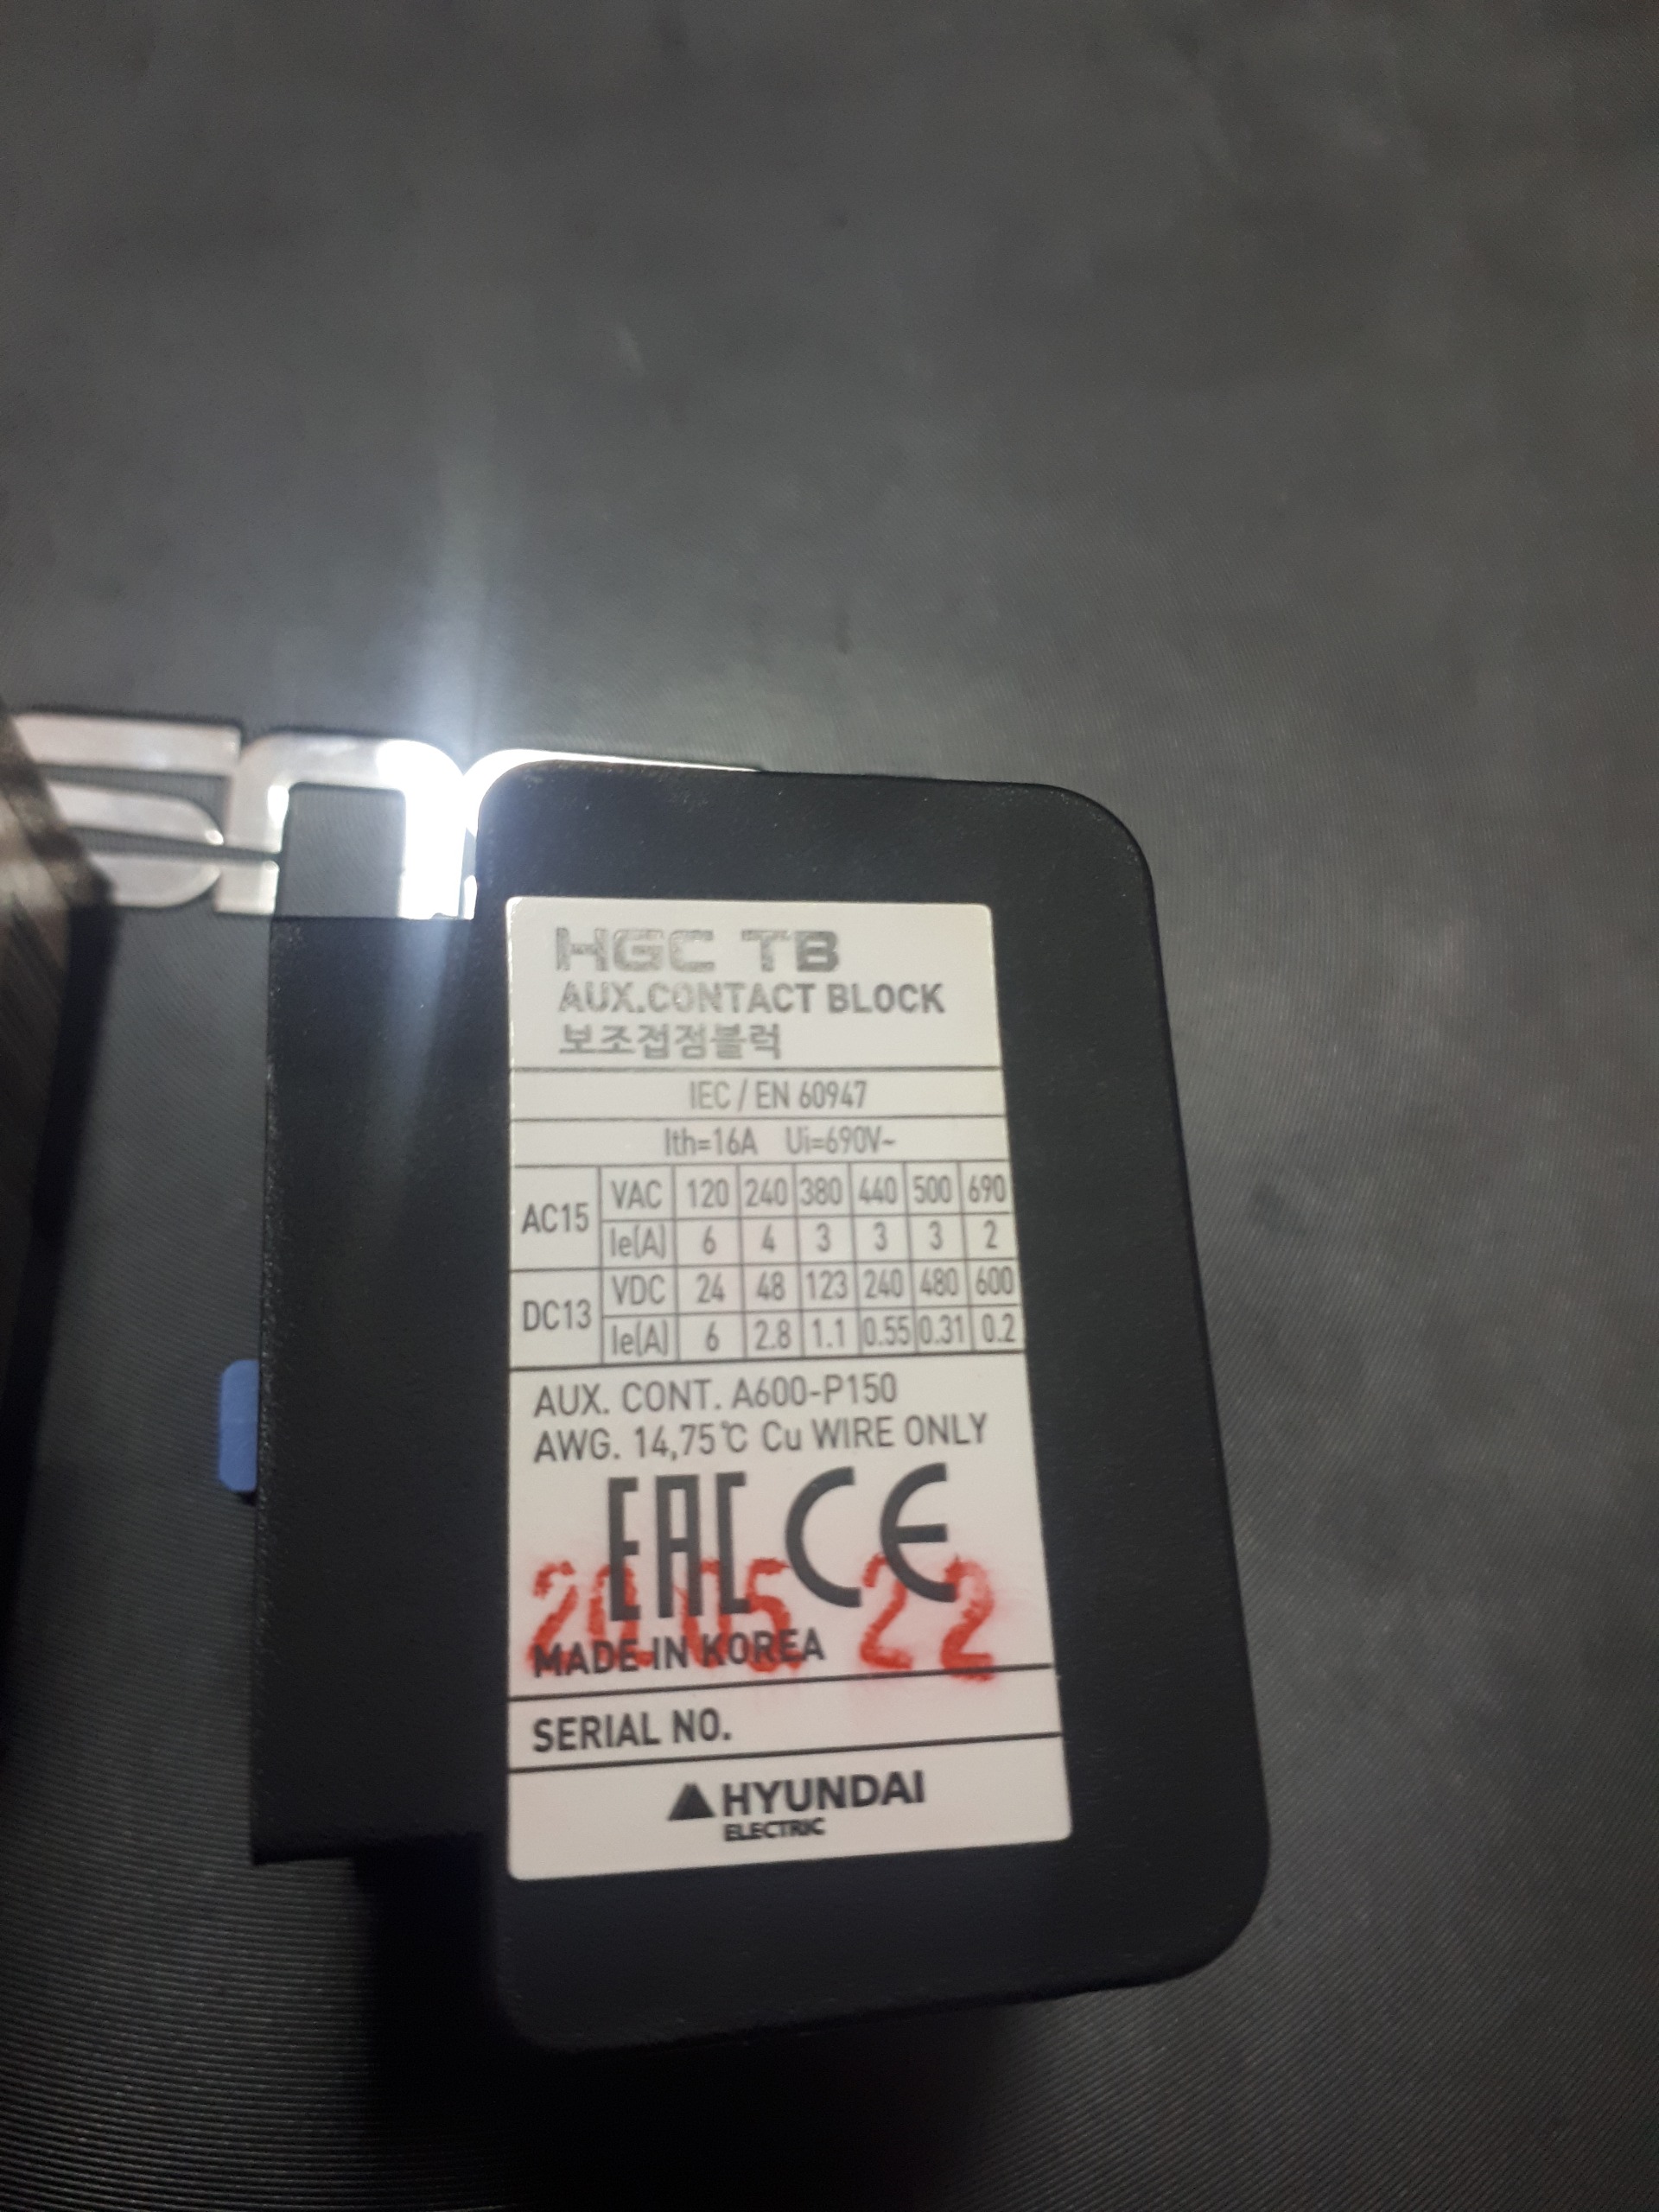 HGC TB
AUX.CONTACT BLOCK
보조접점블럭
IEC / EN 60947
Ith=16A Ui=690V~
AC15 VAC 120 240 380 440 500 690
Ie(A) 6 4 3 3 3 2
DC13 VDC 24 48 123 240 480 600
Ie(A) 6 2.8 1.1 0.55 0.31 0.2
AUX. CONT. A600-P150
AWG. 14,75℃ Cu WIRE ONLY
EAC CE
20 05 22
MADE IN KOREA
SERIAL NO.
HYUNDAI
ELECTRIC